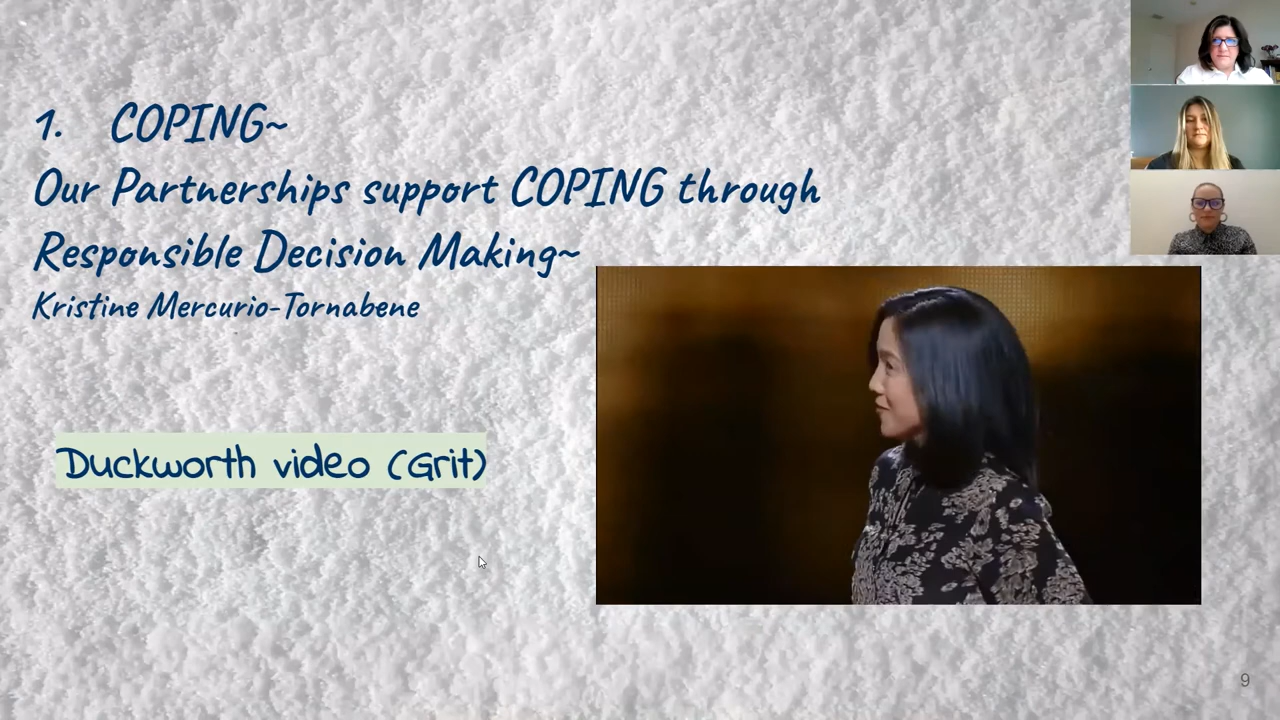 1. COPING~
Our Partnerships support COPING through
Responsible Decision Making~
Kristine Mercurio-Tornabene
Duckworth video (Grit)
9